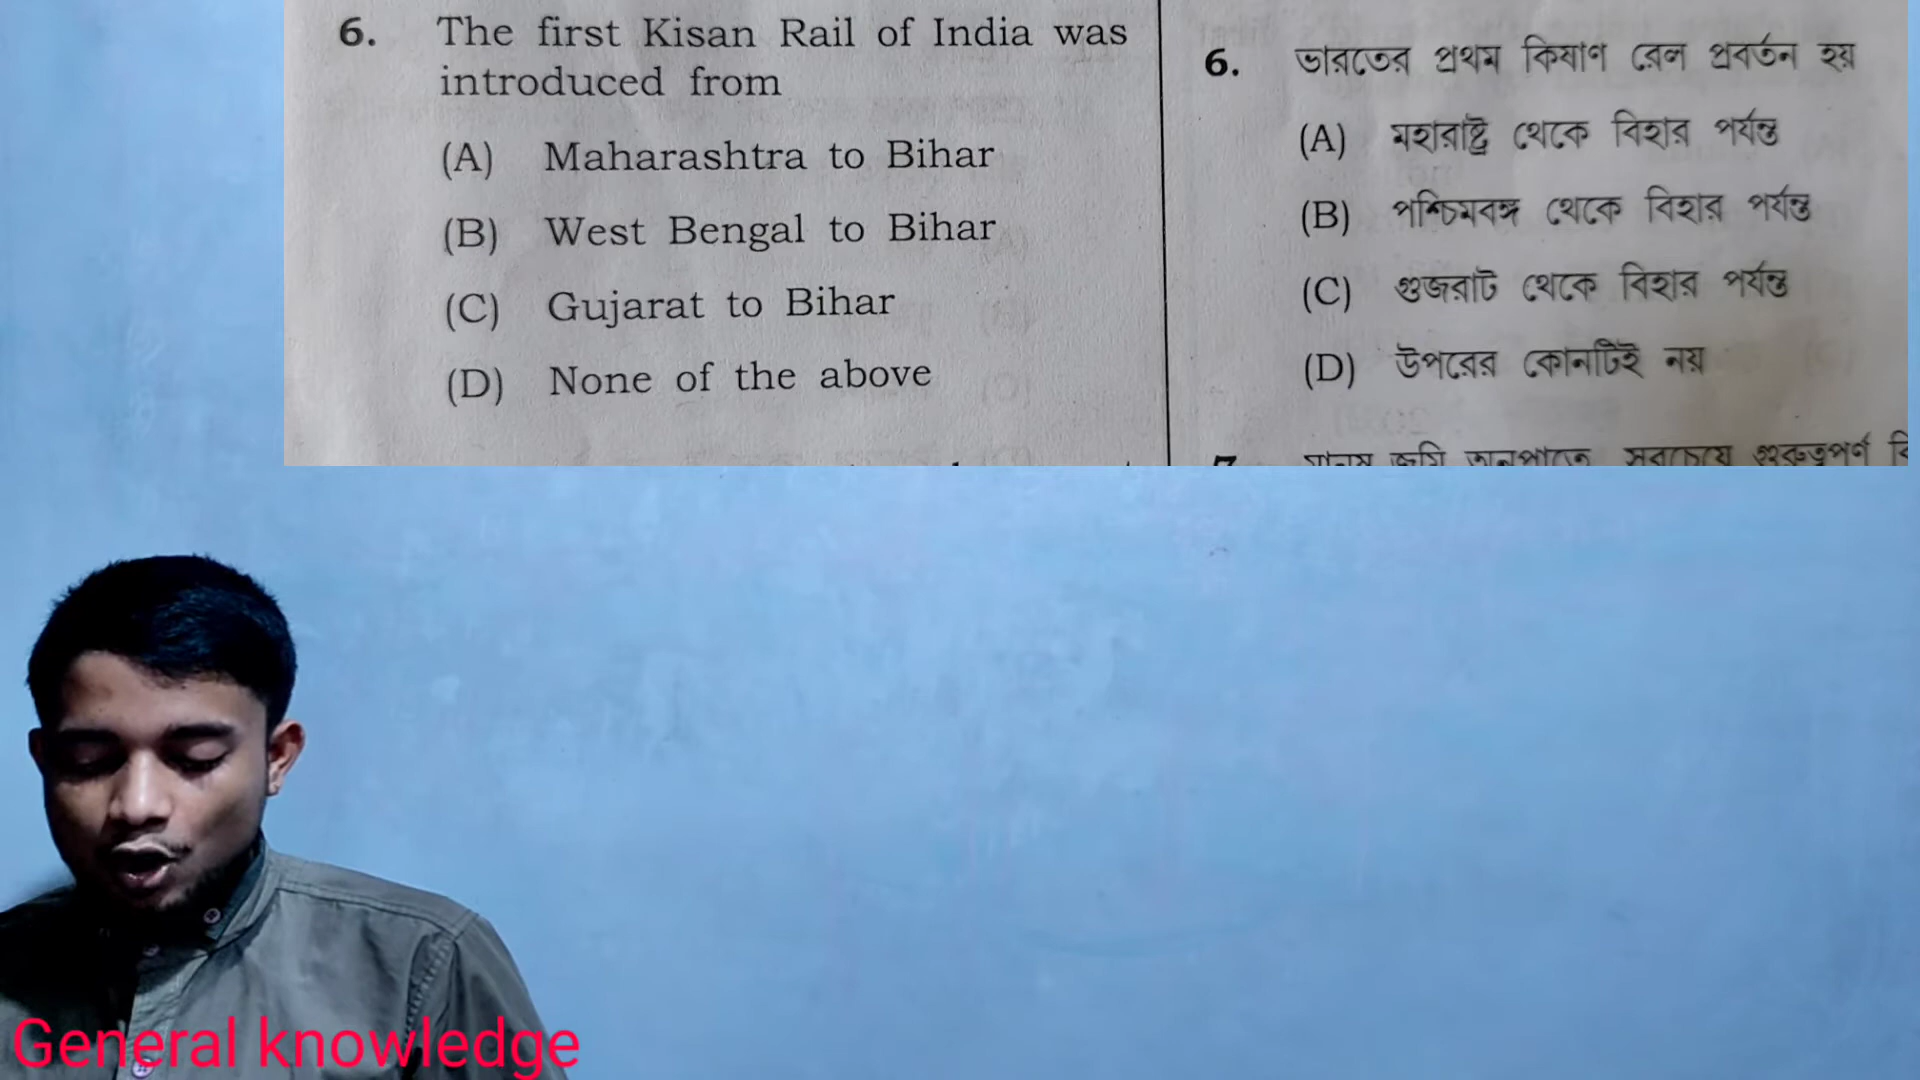 6. The first Kisan Rail of India was
introduced from
(A) Maharashtra to Bihar
(B) West Bengal to Bihar
(C) Gujarat to Bihar
(D) None of the above
6. ভারতের প্রথম কিষাণ রেল প্রবর্তন হয়
(A) মহারাষ্ট্র থেকে বিহার পর্যন্ত
(B) পশ্চিমবঙ্গ থেকে বিহার পর্যন্ত
(C) গুজরাট থেকে বিহার পর্যন্ত
(D) উপরের কোনটিই নয়
General knowledge